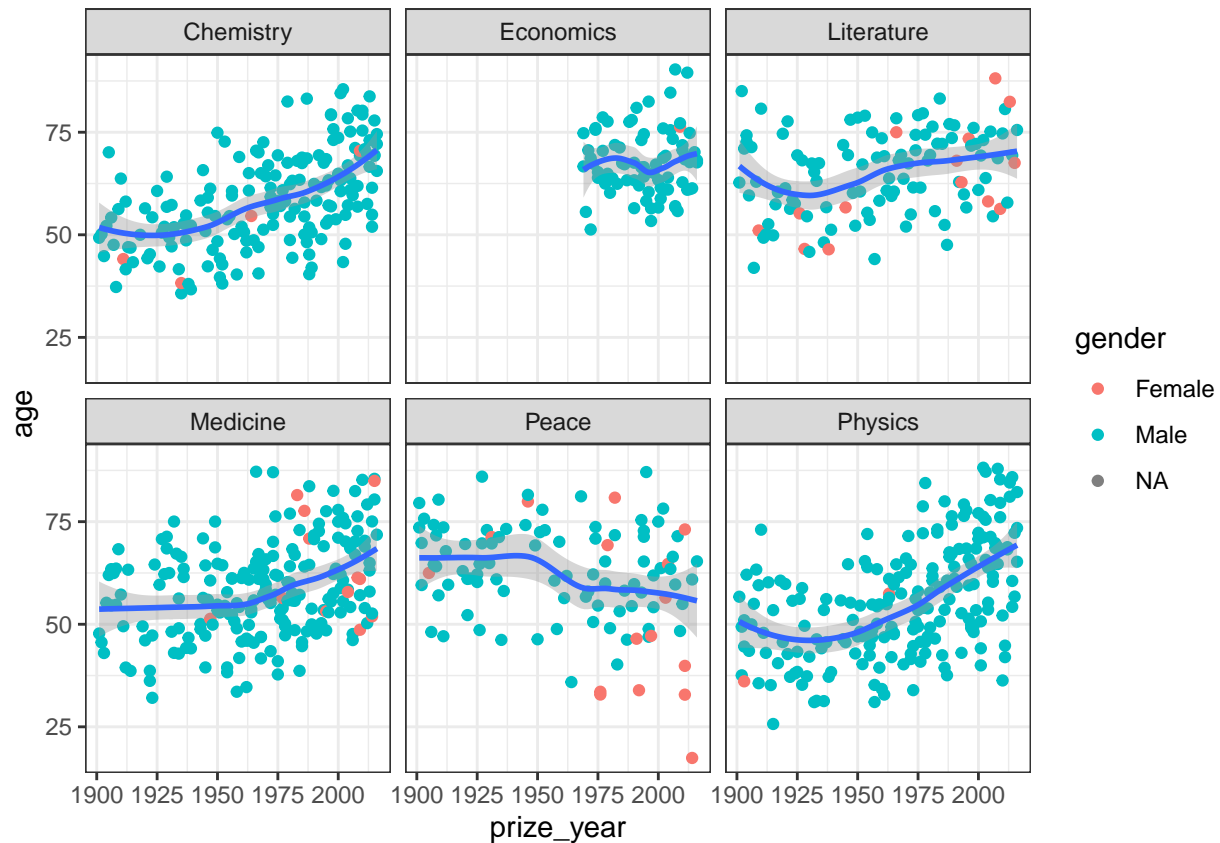 Chemistry
Economics
Literature
75
50
25
Medicine
Peace
Physics
75
50
25
1900 1925 1950 1975 2000
1900 1925 1950 1975 2000
1900 1925 1950 1975 2000
prize_year
age
gender
Female
Male
NA